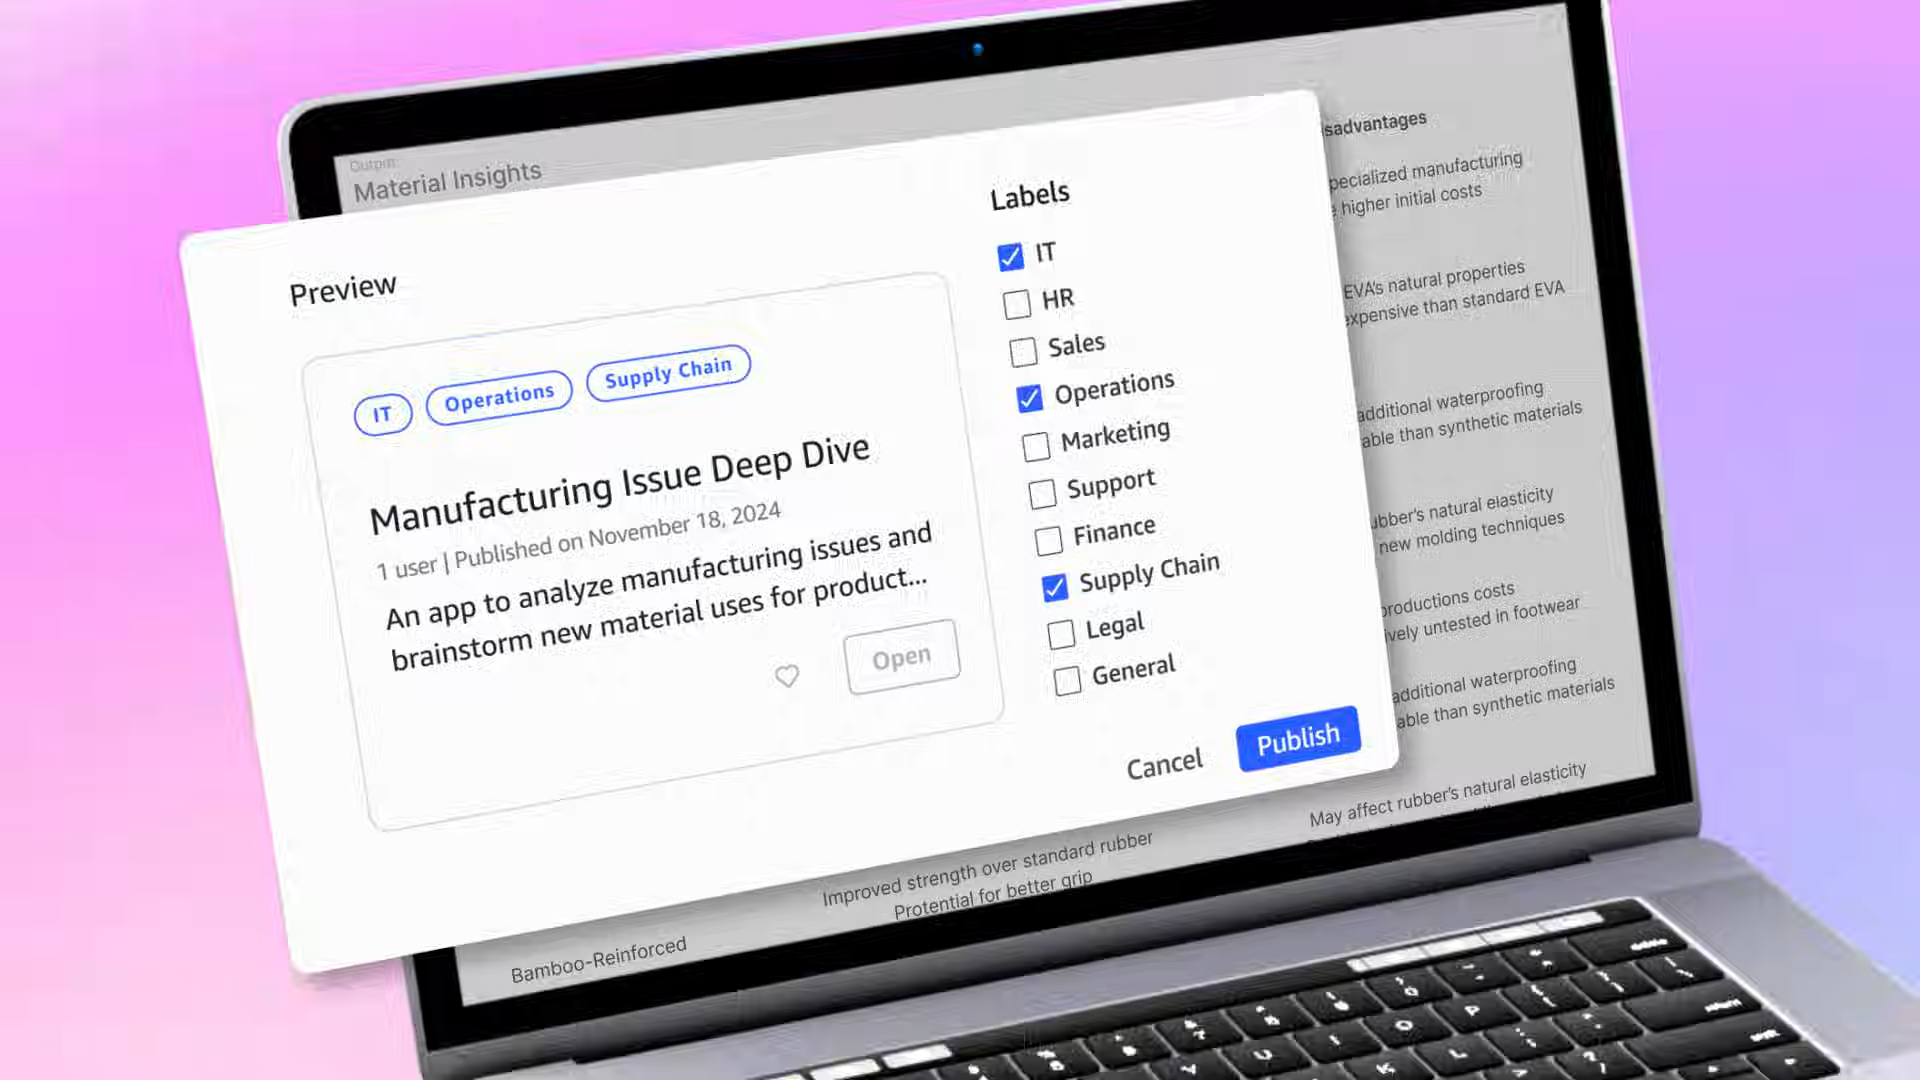 Output
Material Insights
Preview
IT
Operations
Supply Chain
Manufacturing Issue Deep Dive
1 user | Published on November 18, 2024
An app to analyze manufacturing issues and
brainstorm new material uses for product...
Open
Labels
IT
HR
Sales
Operations
Marketing
Support
Finance
Supply Chain
Legal
General
Cancel
Publish
sadvantages
pecialized manufacturing
higher initial costs
EVA's natural properties
expensive than standard EVA
additional waterproofing
able than synthetic materials
ubber's natural elasticity
new molding techniques
productions costs
ively untested in footwear
additional waterproofing
able than synthetic materials
May affect rubber's natural elasticity
Improved strength over standard rubber
Protential for better grip
Bamboo-Reinforced